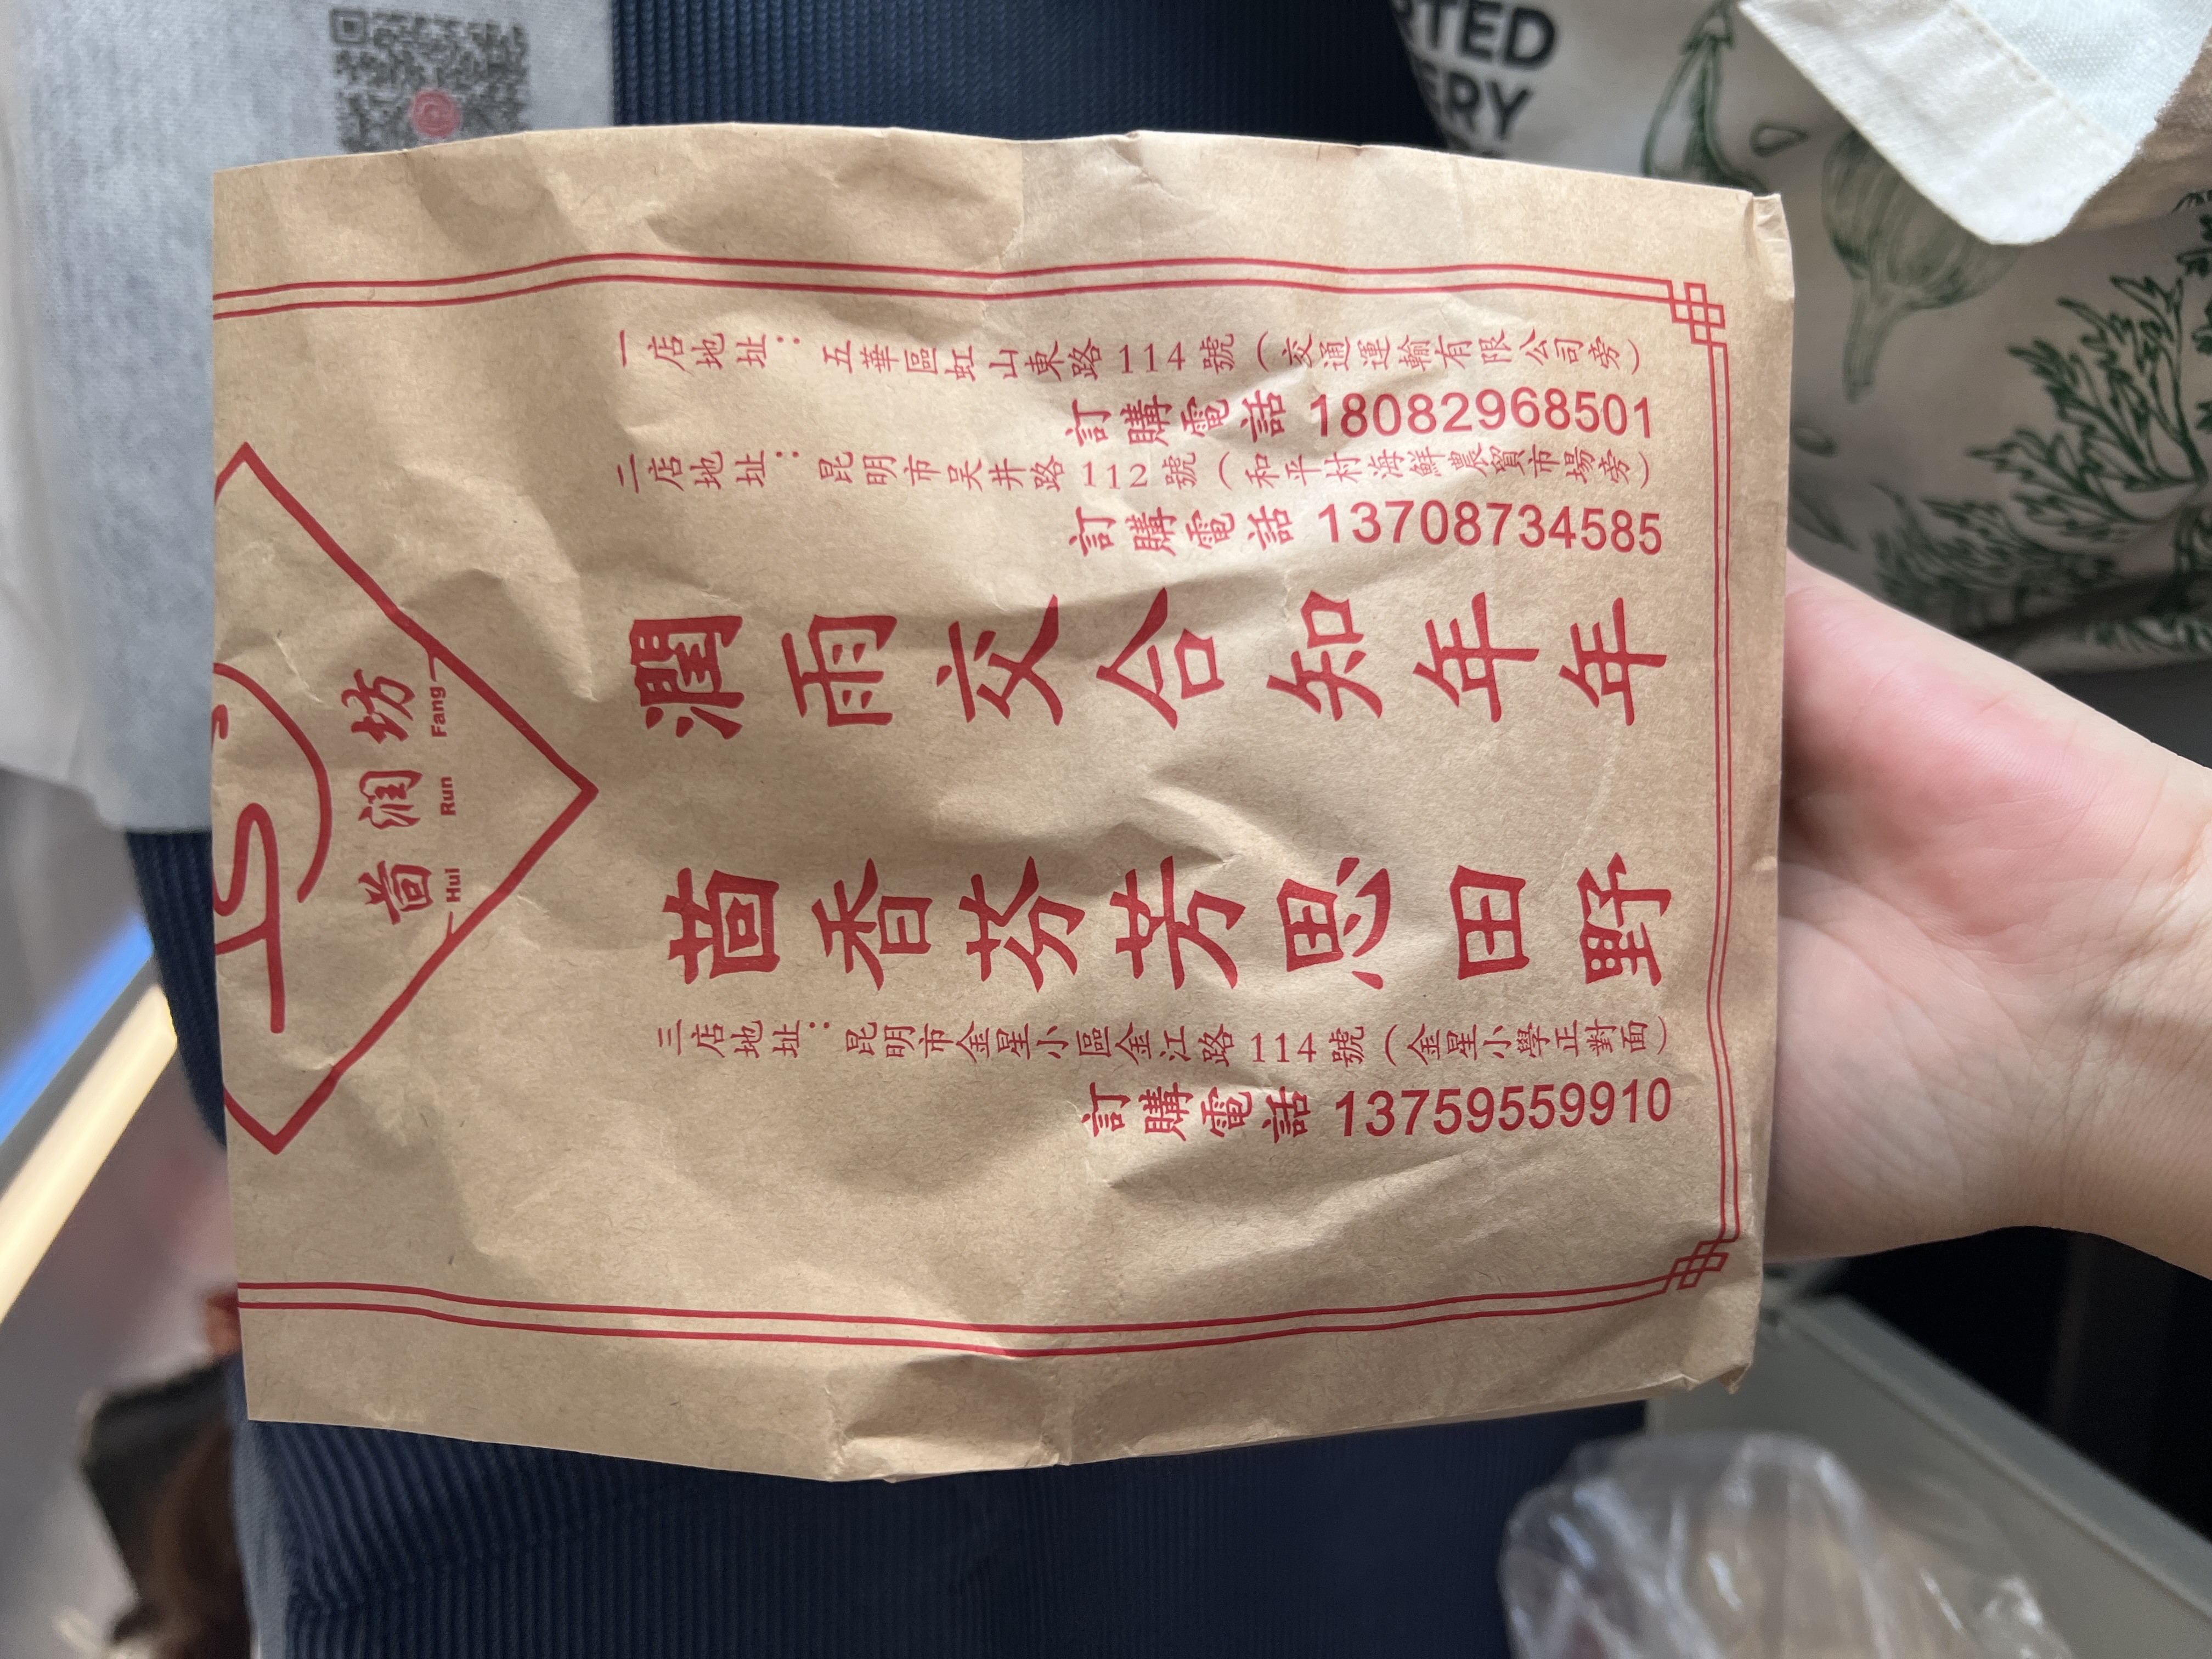 茴润坊
Hui Run Fang
一店地址：五華區虹山東路114號（交通運輸有限公司旁）
訂購電話 18082968501
二店地址：昆明市吴井路112號（和平村海鮮農貿市場旁）
訂購電話 13708734585
潤雨交合知年年
茴香芬芳思田野
三店地址：昆明市金星小區金江路114號（金星小學正對面）
訂購電話 13759559910
RTED
ERY